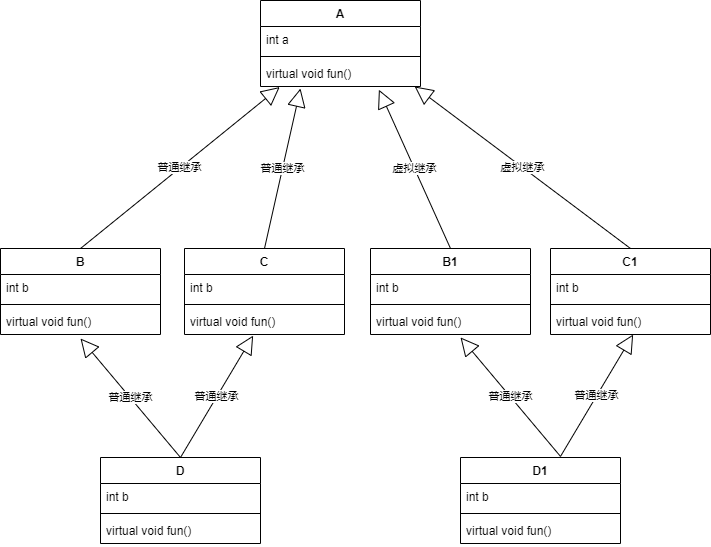 A
int a
virtual void fun()
普通继承
普通继承
虚拟继承
虚拟继承
B
int b
virtual void fun()
C
int b
virtual void fun()
B1
int b
virtual void fun()
C1
int b
virtual void fun()
普通继承
普通继承
普通继承
普通继承
D
int b
virtual void fun()
D1
int b
virtual void fun()